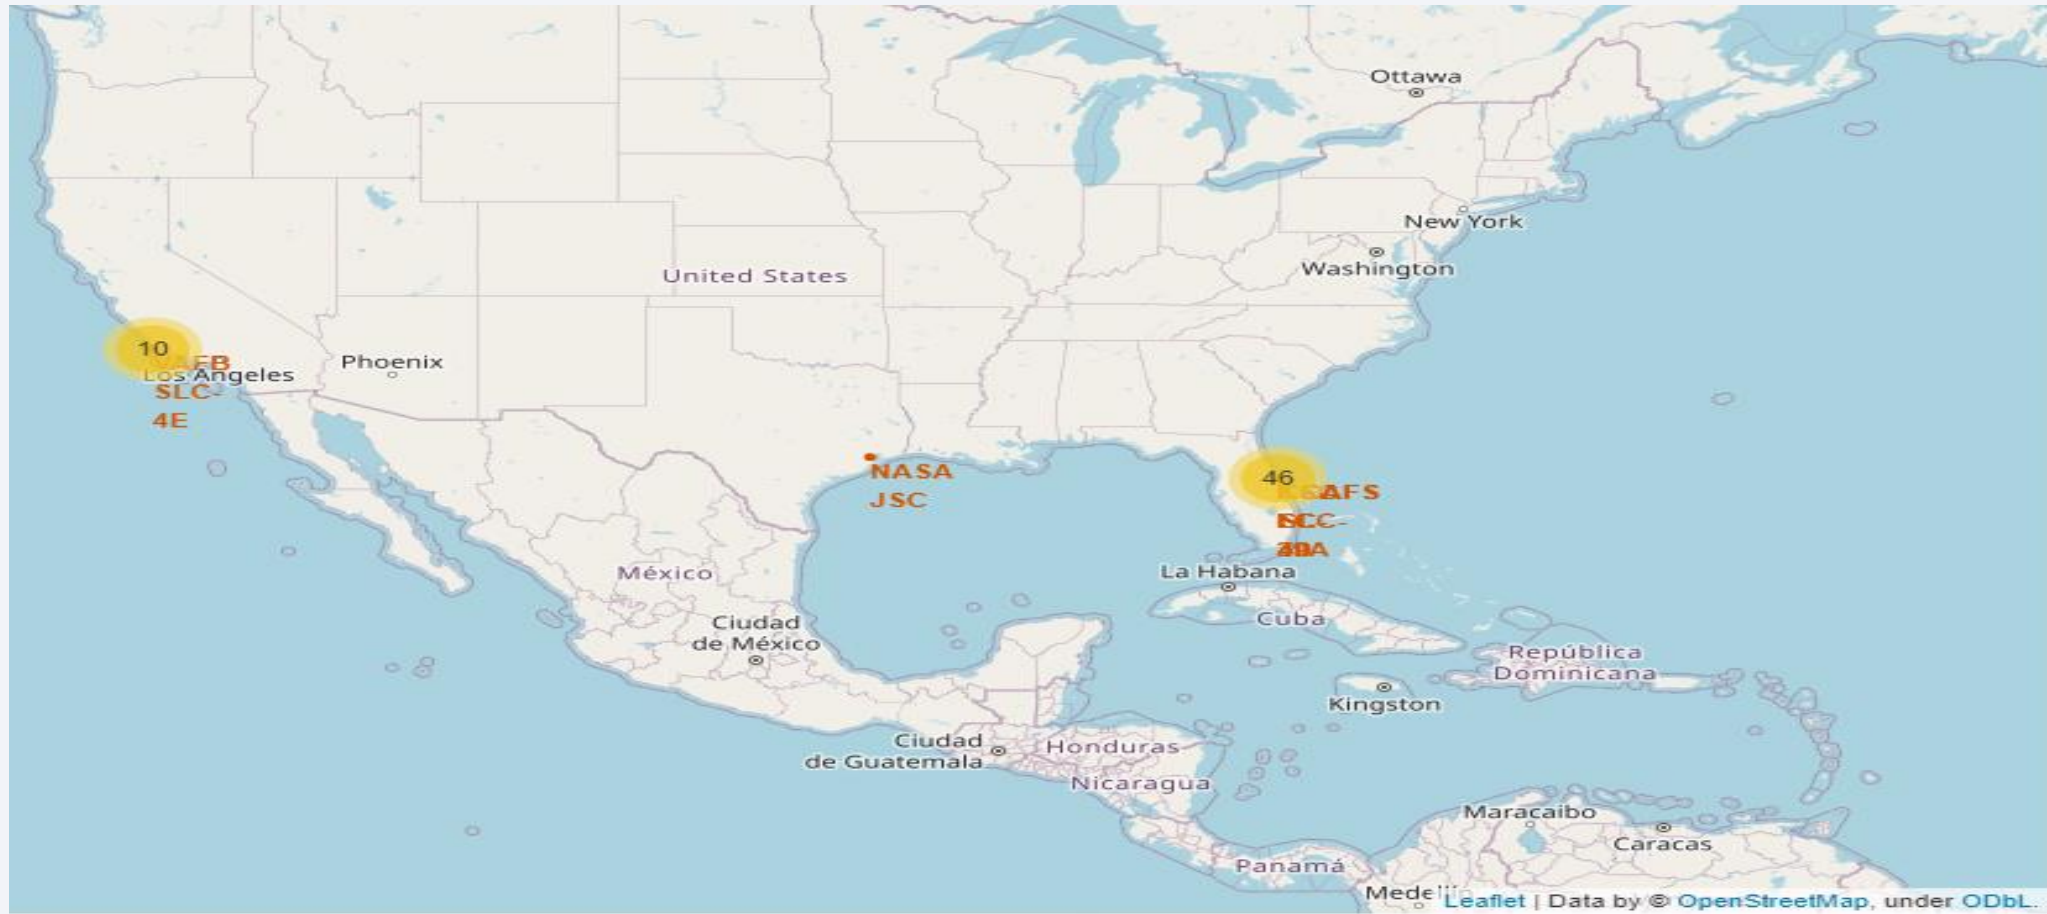 Ottawa
New York
Washington
United States
10
VAFB
Los Angeles
SLC-
4E
Phoenix
NASA
JSC
46
La Habana
Cuba
México
Ciudad
de México
República
Dominicana
Kingston
Ciudad
de Guatemala
Honduras
Nicaragua
Maracaibo
Caracas
Panamá
Medellín
Leaflet | Data by © OpenStreetMap, under ODbL.